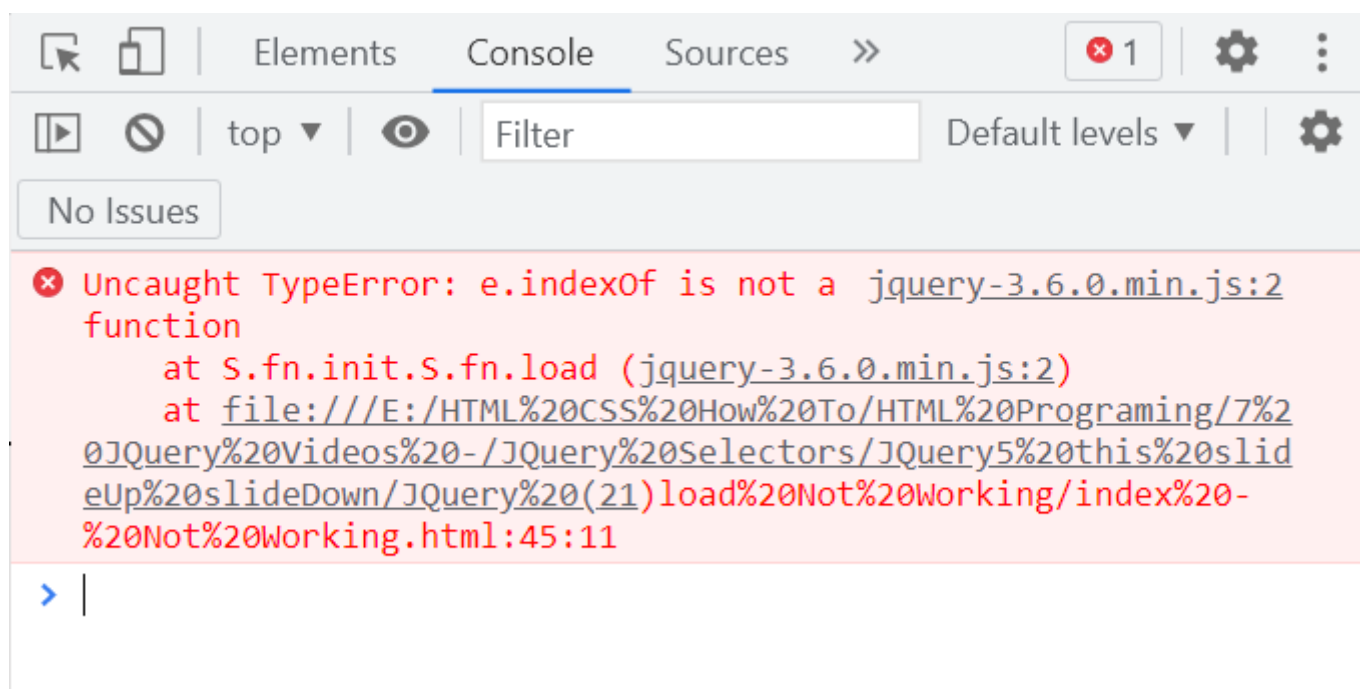 Elements Console Sources » 1
top ▼ Filter Default levels ▼
No Issues
Uncaught TypeError: e.indexOf is not a jquery-3.6.0.min.js:2
function
at S.fn.init.S.fn.load (jquery-3.6.0.min.js:2)
at file:///E:/HTML%20CSS%20How%20To/HTML%20Programing/7%2
0JQuery%20Videos%20-/JQuery%20Selectors/JQuery5%20this%20slid
eUp%20slideDown/JQuery%20(21)load%20Not%20Working/index%20-
%20Not%20Working.html:45:11
>